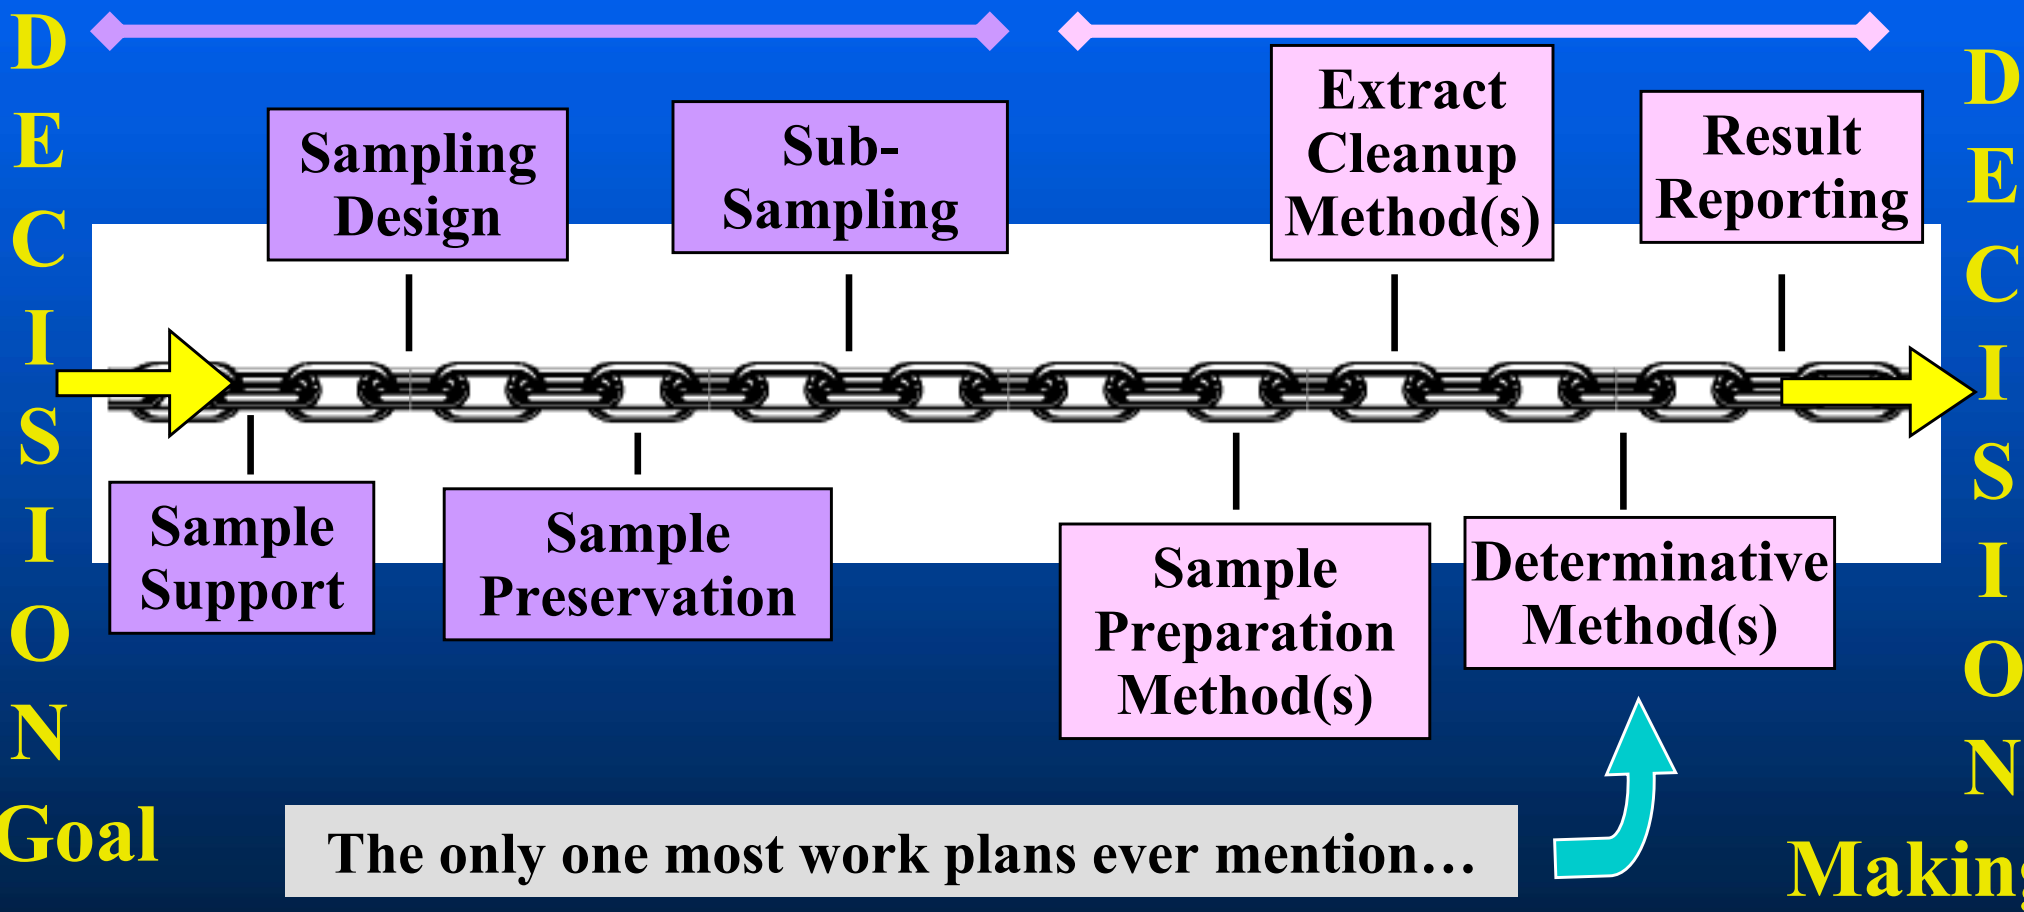 DECISION
Goal
Sampling
Design
Sub-
Sampling
Extract
Cleanup
Method(s)
Result
Reporting
Sample
Support
Sample
Preservation
Sample
Preparation
Method(s)
Determinative
Method(s)
The only one most work plans ever mention…
DECISION
Making